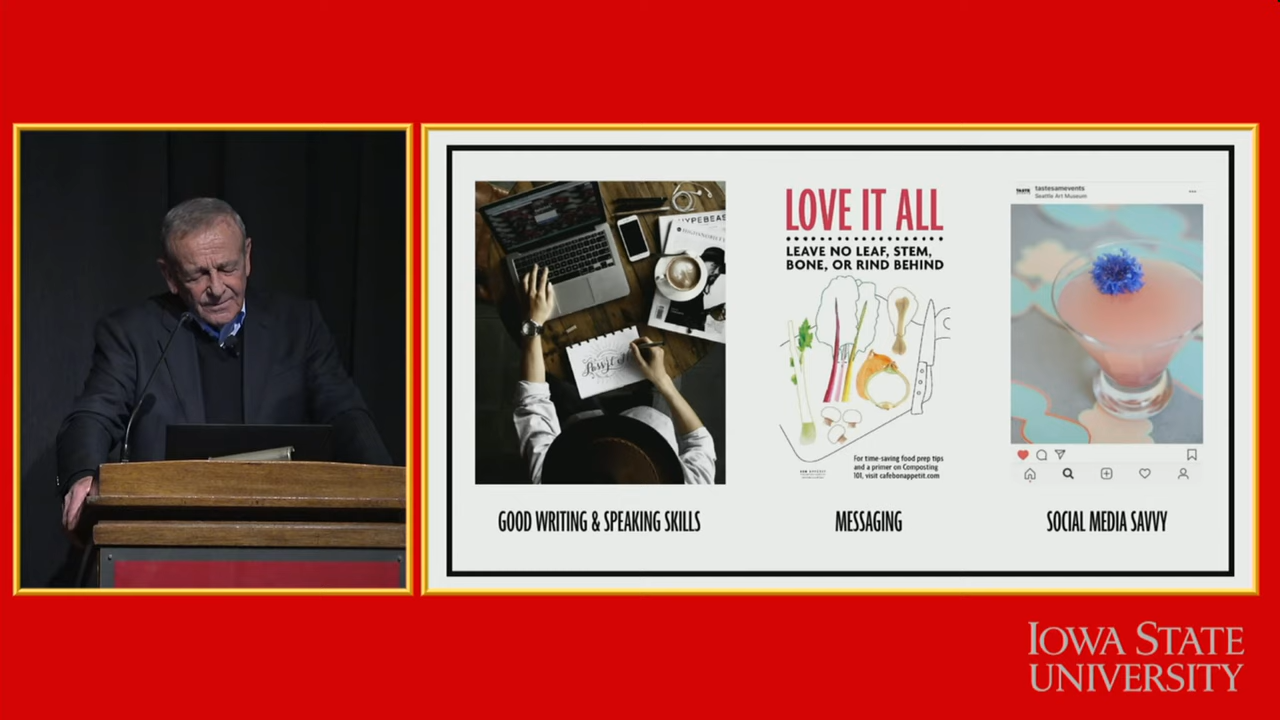 HYPEBEAS
LOVE IT ALL
LEAVE NO LEAF, STEM,
BONE, OR RIND BEHIND
For time-saving food prep tips
and a primer on Composting
101, visit cafebonappetit.com
TASTE
tastesamevents
Seattle Art Museum
GOOD WRITING & SPEAKING SKILLS
MESSAGING
SOCIAL MEDIA SAVVY
IOWA STATE
UNIVERSITY